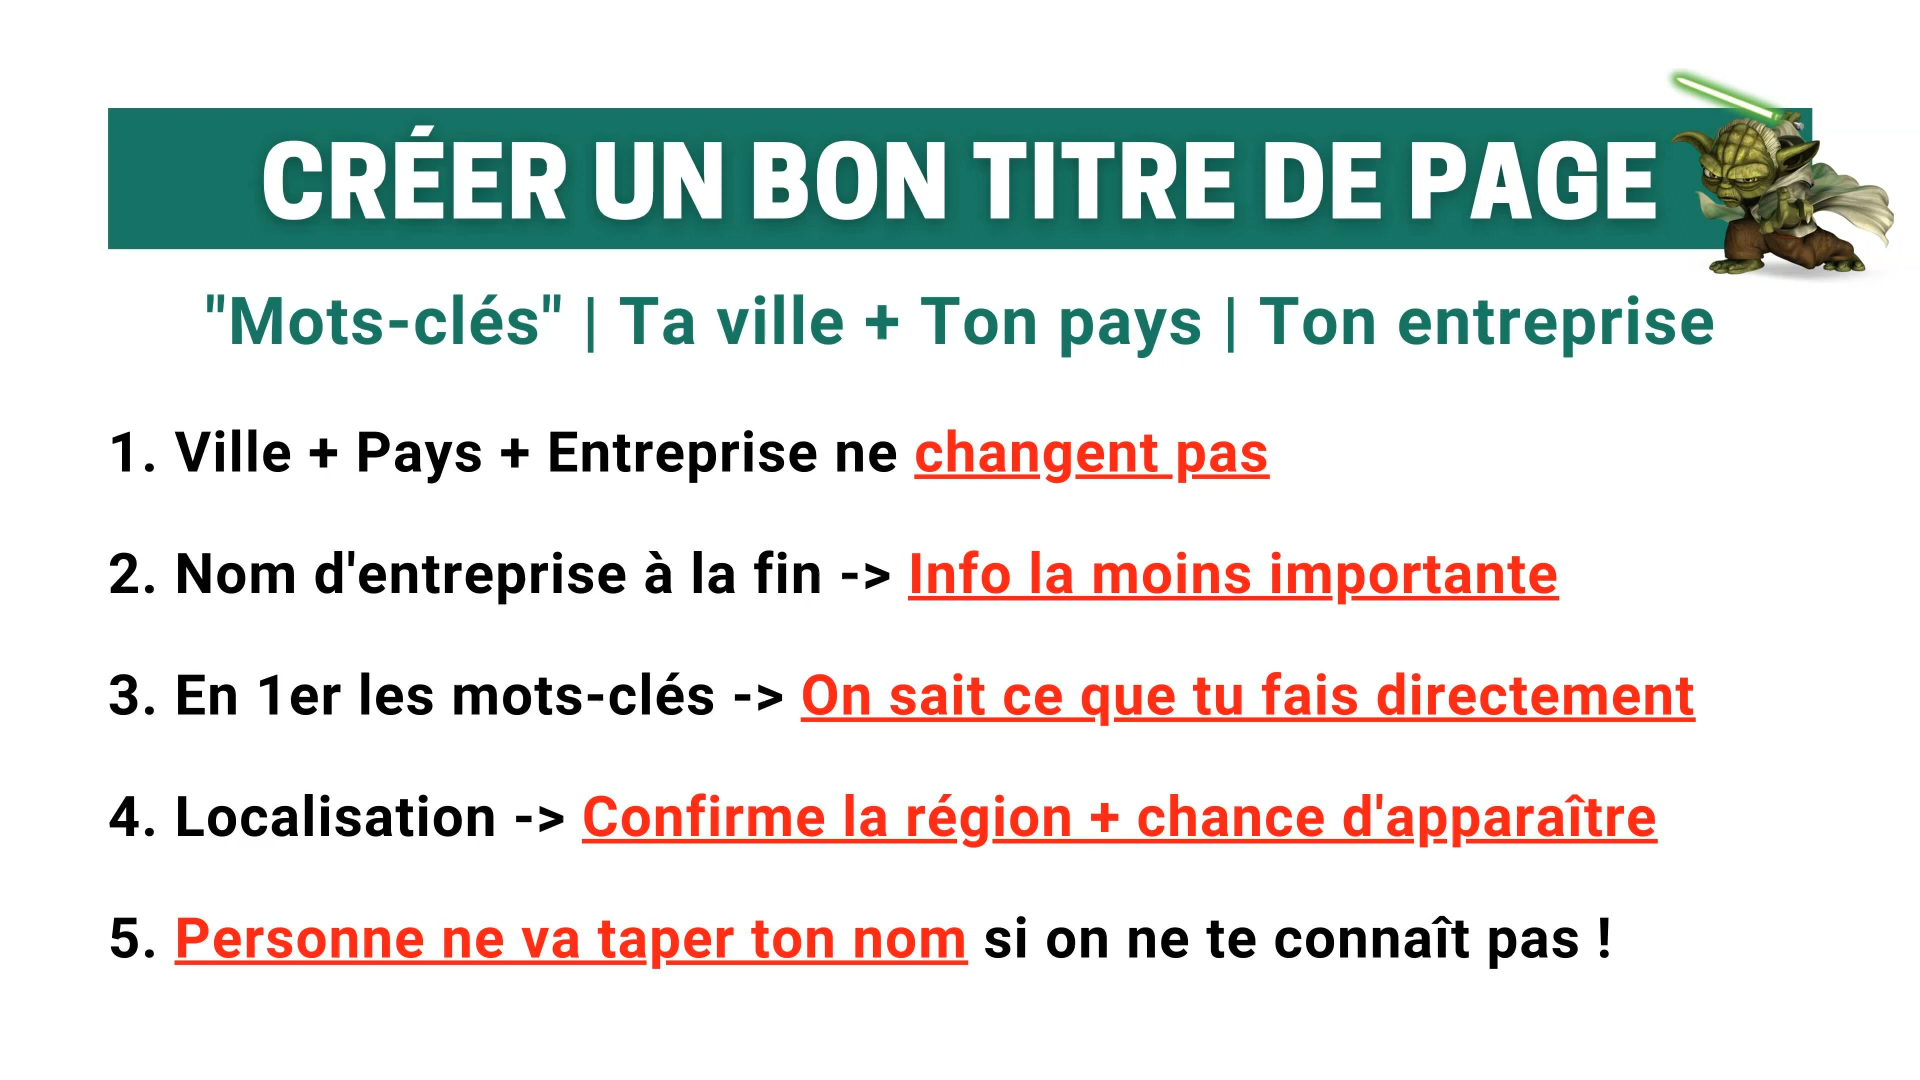 CRÉER UN BON TITRE DE PAGE
"Mots-clés" | Ta ville + Ton pays | Ton entreprise
1. Ville + Pays + Entreprise ne changent pas
2. Nom d'entreprise à la fin -> Info la moins importante
3. En 1er les mots-clés -> On sait ce que tu fais directement
4. Localisation -> Confirme la région + chance d'apparaître
5. Personne ne va taper ton nom si on ne te connaît pas !